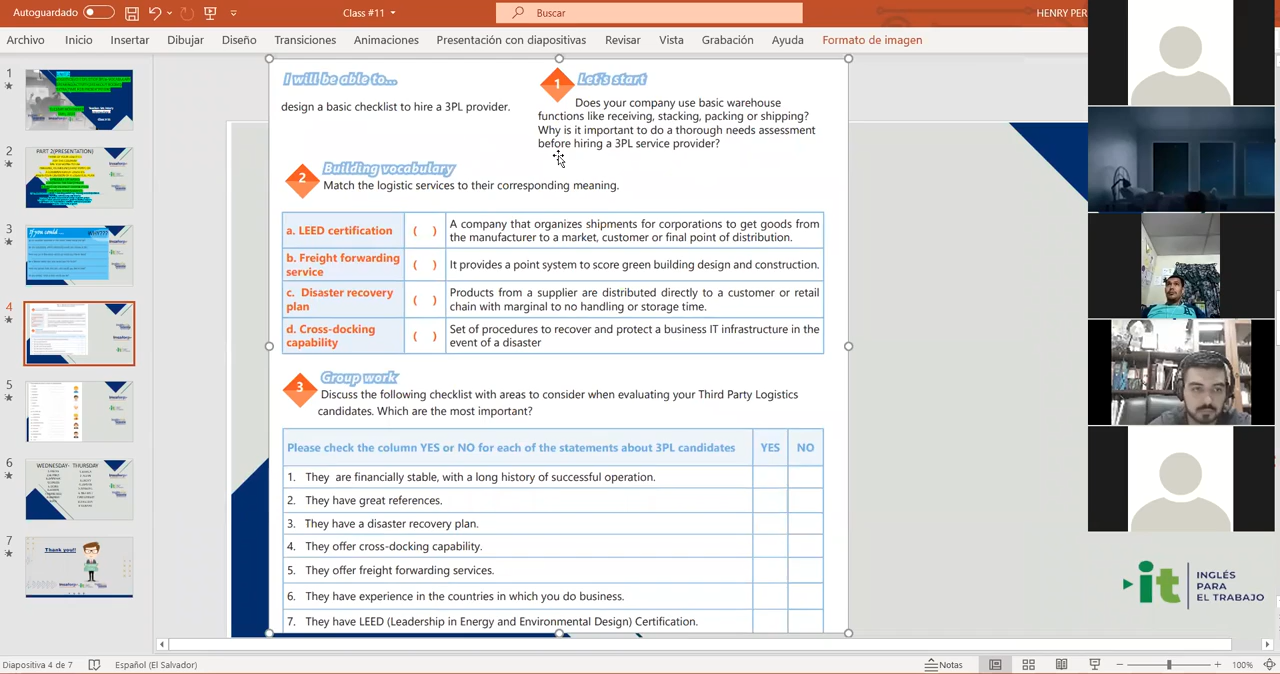 Autoguardado
Class #11
Buscar
HENRY PER
Archivo Inicio Insertar Dibujar Diseño Transiciones Animaciones Presentación con diapositivas Revisar Vista Grabación Ayuda Formato de imagen
I will be able to...
design a basic checklist to hire a 3PL provider.
1 Let's start
Does your company use basic warehouse
functions like receiving, stacking, packing or shipping?
Why is it important to do a thorough needs assessment
before hiring a 3PL service provider?
2 Building vocabulary
Match the logistic services to their corresponding meaning.
a. LEED certification ( ) A company that organizes shipments for corporations to get goods from
the manufacturer to a market, customer or final point of distribution.
b. Freight forwarding
service ( ) It provides a point system to score green building design and construction.
c. Disaster recovery
plan ( ) Products from a supplier are distributed directly to a customer or retail
chain with marginal to no handling or storage time.
d. Cross-docking
capability ( ) Set of procedures to recover and protect a business IT infrastructure in the
event of a disaster
3 Group work
Discuss the following checklist with areas to consider when evaluating your Third Party Logistics
candidates. Which are the most important?
Please check the column YES or NO for each of the statements about 3PL candidates YES NO
1. They are financially stable, with a long history of successful operation.
2. They have great references.
3. They have a disaster recovery plan.
4. They offer cross-docking capability.
5. They offer freight forwarding services.
6. They have experience in the countries in which you do business.
7. They have LEED (Leadership in Energy and Environmental Design) Certification.
it
INGLÉS
PARA
EL TRABAJO
1
2
PART 2(PRESENTATION)
3
If you could ... WHY???
4
5
6
WEDNESDAY- THURSDAY
7
Thank you!!
Diapositiva 4 de 7
Español (El Salvador)
Notas
100%